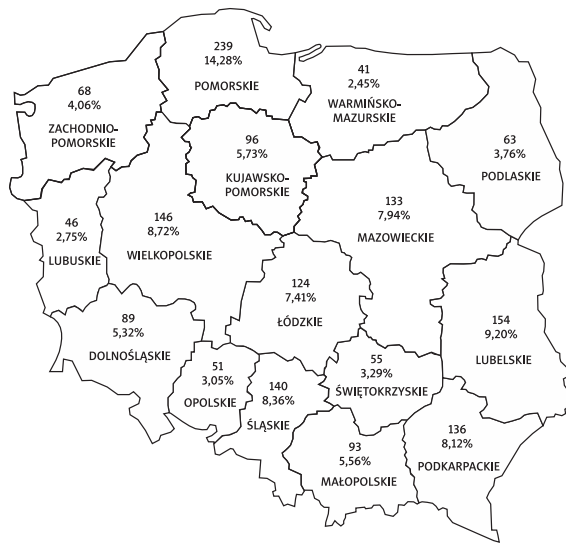 239
14,28%
POMORSKIE
41
2,45%
WARMIŃSKO-
MAZURSKIE
68
4,06%
ZACHODNIO-
POMORSKIE
96
5,73%
KUJAWSKO-
POMORSKIE
63
3,76%
PODLASKIE
133
7,94%
MAZOWIECKIE
46
2,75%
LUBUSKIE
146
8,72%
WIELKOPOLSKIE
124
7,41%
ŁÓDZKIE
154
9,20%
LUBELSKIE
89
5,32%
DOLNOŚLĄSKIE
51
3,05%
OPOLSKIE
140
8,36%
ŚLĄSKIE
55
3,29%
ŚWIĘTOKRZYSKIE
93
5,56%
MAŁOPOLSKIE
136
8,12%
PODKARPACKIE